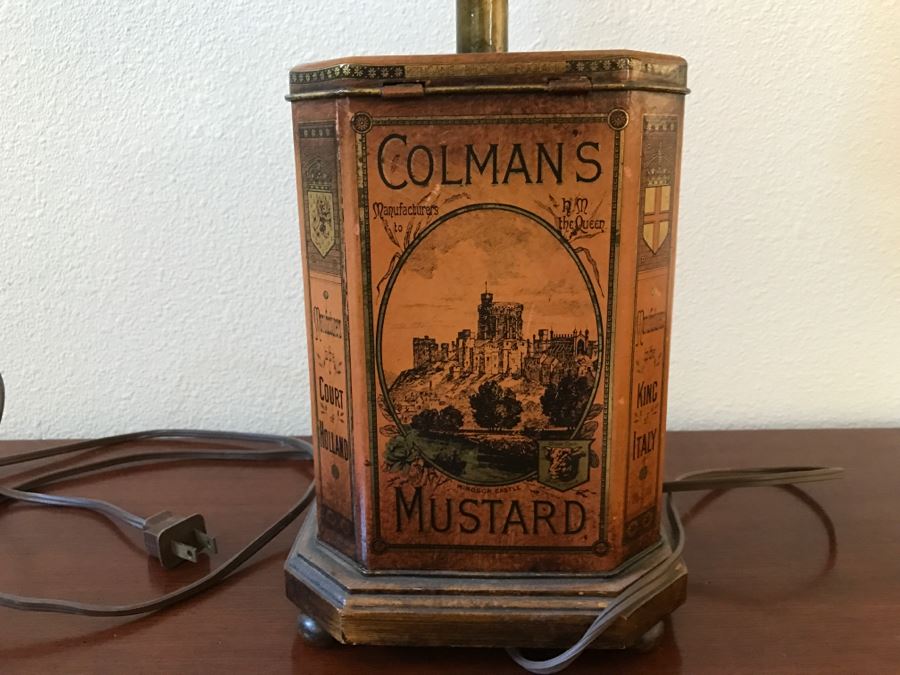 COLMAN'S
Manufacturers
to
H.M
the Queen
WINDSOR CASTLE
MUSTARD
Manufacturers
to the
COURT
of
HOLLAND
Manufacturers
to the
KING
of
ITALY